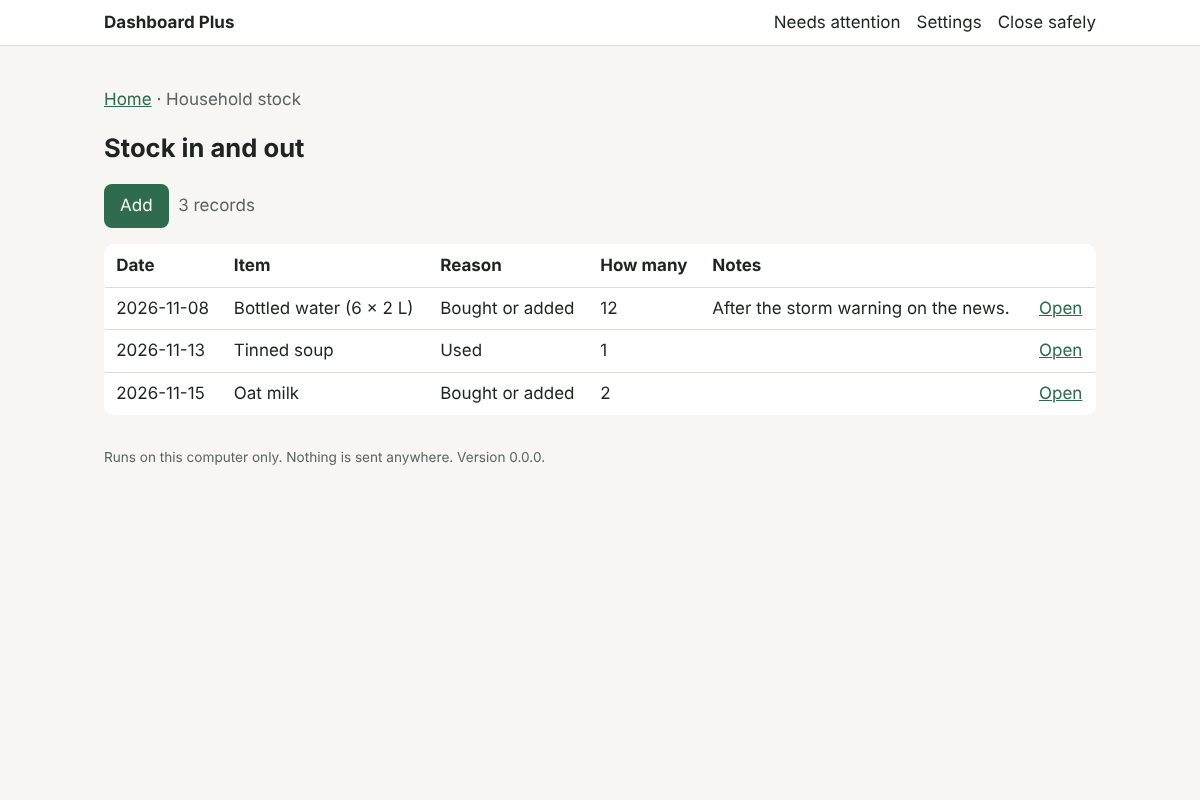 Dashboard Plus Needs attention Settings Close safely
Home · Household stock
Stock in and out
Add 3 records
Date Item Reason How many Notes
2026-11-08 Bottled water (6 × 2 L) Bought or added 12 After the storm warning on the news. Open
2026-11-13 Tinned soup Used 1 Open
2026-11-15 Oat milk Bought or added 2 Open
Runs on this computer only. Nothing is sent anywhere. Version 0.0.0.